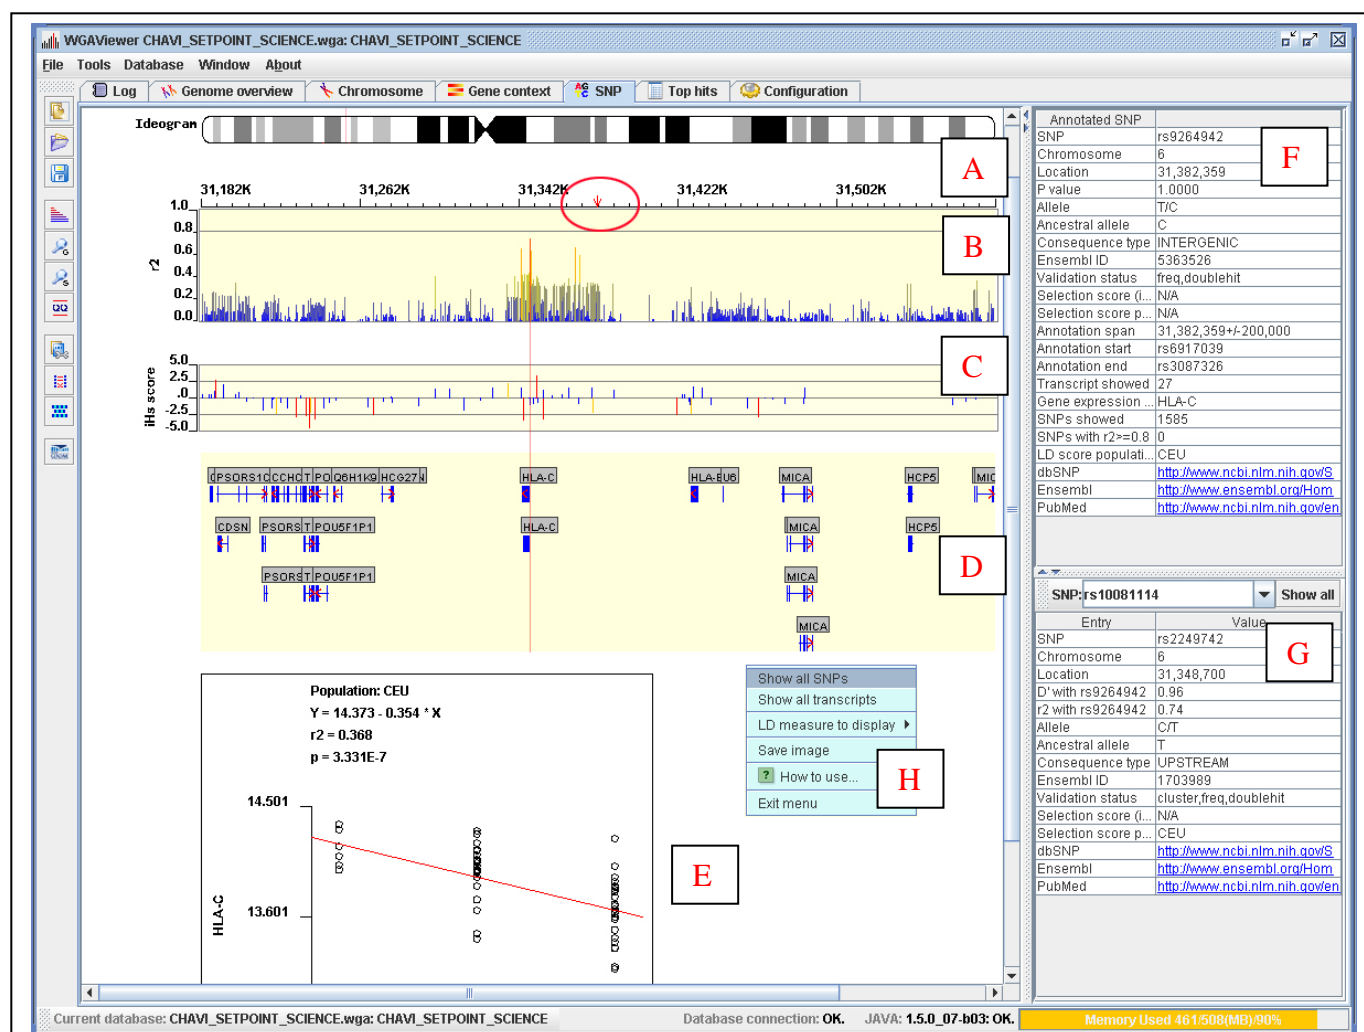 WGAViewer CHAVI_SETPOINT_SCIENCE.wga: CHAVI_SETPOINT_SCIENCE
File Tools Database Window About
Log Genome overview Chromosome Gene context SNP Top hits Configuration
Ideogram
A
31,182K 31,262K 31,342K 31,422K 31,502K
B
r2
1.0
0.8
0.6
0.4
0.2
0.0
C
iHs score
5.0
2.5
.0
-2.5
-5.0
PSORS1C CCHC T PO Q6H1K9 HCG27 HLA-C HLA-B U6 MICA HCP5 MIC
CDSN PSORS T POU5F1P1 HLA-C MICA HCP5
PSORS T POU5F1P1 MICA
MICA
D
Population: CEU
Y = 14.373 - 0.354 * X
r2 = 0.368
p = 3.331E-7
14.501
13.601
HLA-C
E
Show all SNPs
Show all transcripts
LD measure to display
Save image
? How to use...
Exit menu
H
Annotated SNP
SNP rs9264942
Chromosome 6
Location 31,382,359
P value 1.0000
Allele T/C
Ancestral allele C
Consequence type INTERGENIC
Ensembl ID 5363526
Validation status freq,doublehit
Selection score (i... N/A
Selection score p... N/A
Annotation span 31,382,359+/-200,000
Annotation start rs6917039
Annotation end rs3087326
Transcript showed 27
Gene expression ... HLA-C
SNPs showed 1585
SNPs with r2>=0.8 0
LD score populati... CEU
dbSNP http://www.ncbi.nlm.nih.gov/S
Ensembl http://www.ensembl.org/Hom
PubMed http://www.ncbi.nlm.nih.gov/en
F
SNP: rs10081114 Show all
Entry Value
SNP rs2249742
Chromosome 6
Location 31,348,700
D' with rs9264942 0.96
r2 with rs9264942 0.74
Allele C/T
Ancestral allele T
Consequence type UPSTREAM
Ensembl ID 1703989
Validation status cluster,freq,doublehit
Selection score (i... N/A
Selection score p... CEU
dbSNP http://www.ncbi.nlm.nih.gov/S
Ensembl http://www.ensembl.org/Hom
PubMed http://www.ncbi.nlm.nih.gov/en
G
Current database: CHAVI_SETPOINT_SCIENCE.wga: CHAVI_SETPOINT_SCIENCE Database connection: OK. JAVA: 1.5.0_07-b03: OK. Memory Used 461/508(MB)/90%